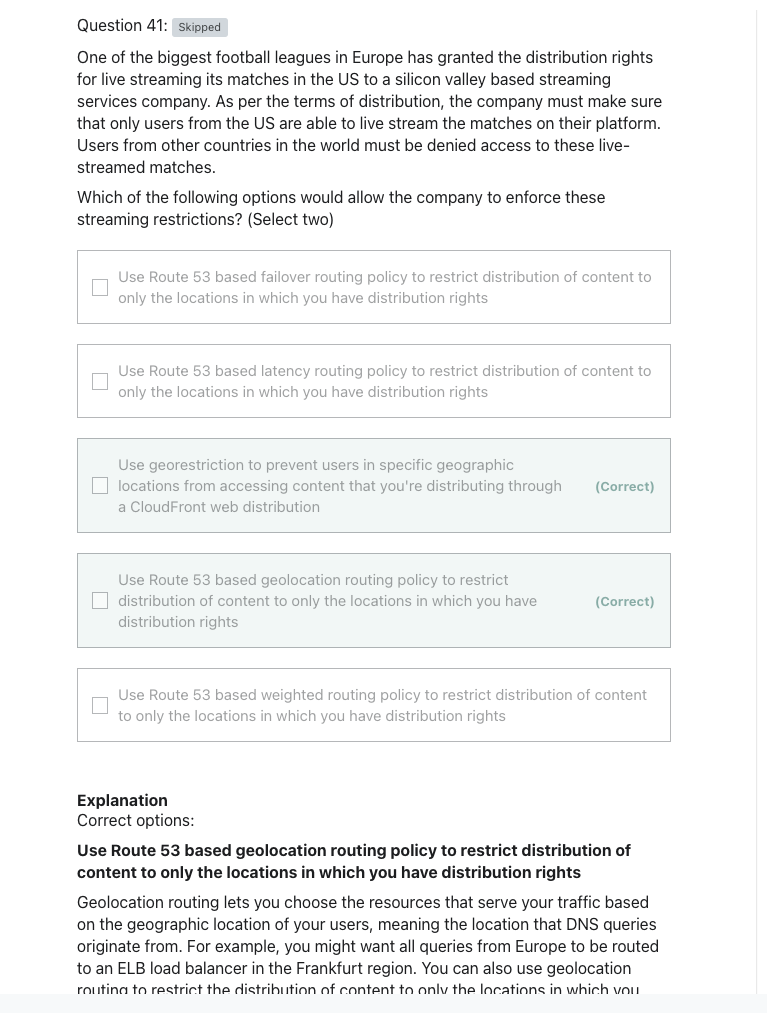 Question 41: Skipped
One of the biggest football leagues in Europe has granted the distribution rights
for live streaming its matches in the US to a silicon valley based streaming
services company. As per the terms of distribution, the company must make sure
that only users from the US are able to live stream the matches on their platform.
Users from other countries in the world must be denied access to these live-
streamed matches.
Which of the following options would allow the company to enforce these
streaming restrictions? (Select two)
Use Route 53 based failover routing policy to restrict distribution of content to
only the locations in which you have distribution rights
Use Route 53 based latency routing policy to restrict distribution of content to
only the locations in which you have distribution rights
Use georestriction to prevent users in specific geographic
locations from accessing content that you're distributing through
a CloudFront web distribution
(Correct)
Use Route 53 based geolocation routing policy to restrict
distribution of content to only the locations in which you have
distribution rights
(Correct)
Use Route 53 based weighted routing policy to restrict distribution of content
to only the locations in which you have distribution rights
Explanation
Correct options:
Use Route 53 based geolocation routing policy to restrict distribution of
content to only the locations in which you have distribution rights
Geolocation routing lets you choose the resources that serve your traffic based
on the geographic location of your users, meaning the location that DNS queries
originate from. For example, you might want all queries from Europe to be routed
to an ELB load balancer in the Frankfurt region. You can also use geolocation
routing to restrict the distribution of content to only the locations in which you